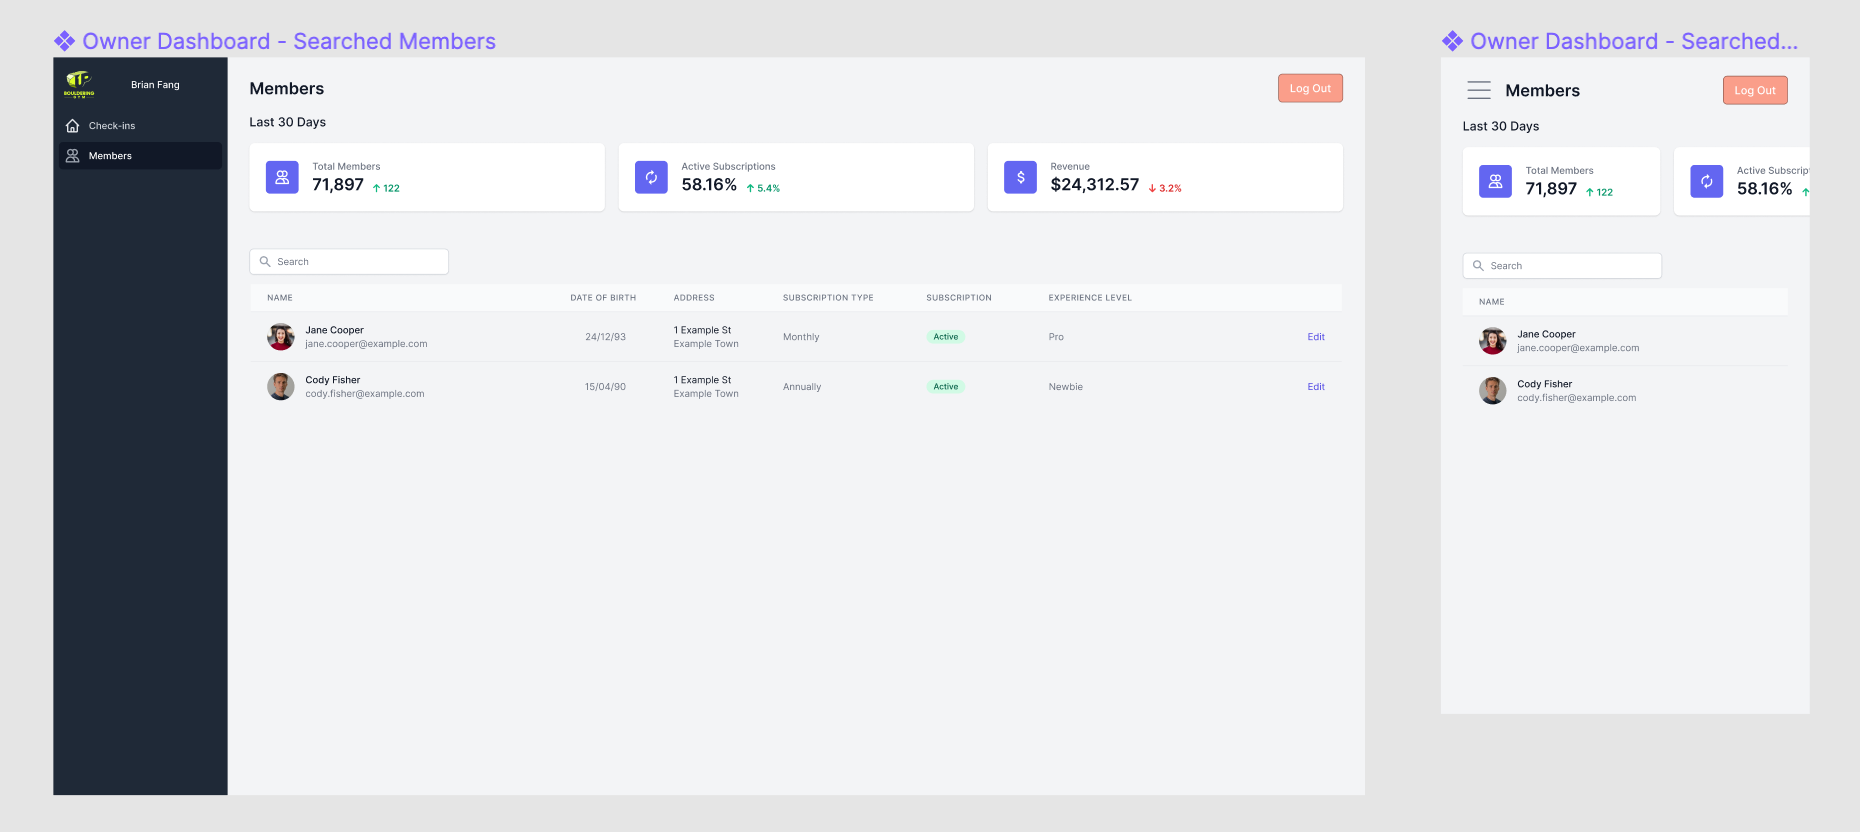 Owner Dashboard - Searched Members
BOULDERING
GYM
Brian Fang
Check-ins
Members
Members
Log Out
Last 30 Days
Total Members
71,897 ↑ 122
Active Subscriptions
58.16% ↑ 5.4%
Revenue
$ $24,312.57 ↓ 3.2%
Search
NAME DATE OF BIRTH ADDRESS SUBSCRIPTION TYPE SUBSCRIPTION EXPERIENCE LEVEL
Jane Cooper
jane.cooper@example.com
24/12/93
1 Example St
Example Town
Monthly
Active
Pro
Edit
Cody Fisher
cody.fisher@example.com
15/04/90
1 Example St
Example Town
Annually
Active
Newbie
Edit
Owner Dashboard - Searched...
Members
Log Out
Last 30 Days
Total Members
71,897 ↑ 122
Active Subscrip
58.16% ↑
Search
NAME
Jane Cooper
jane.cooper@example.com
Cody Fisher
cody.fisher@example.com